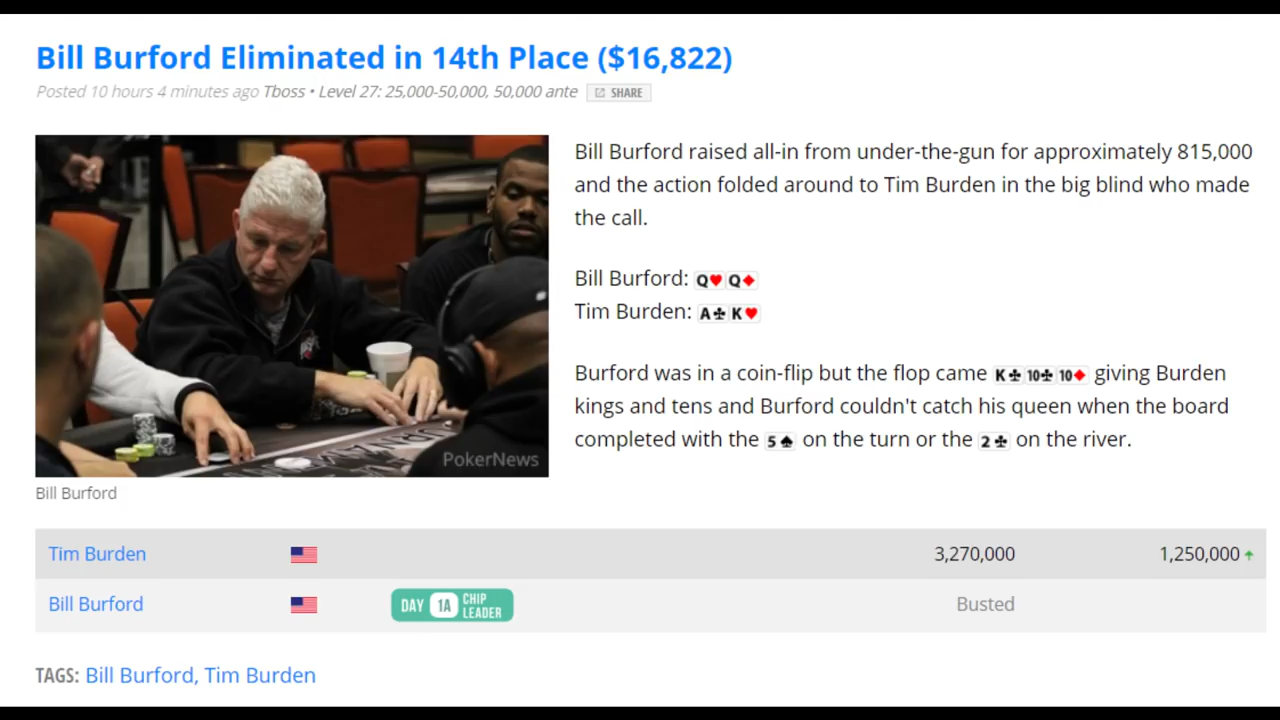 Bill Burford Eliminated in 14th Place ($16,822)
Posted 10 hours 4 minutes ago Tboss • Level 27: 25,000-50,000, 50,000 ante SHARE
Bill Burford raised all-in from under-the-gun for approximately 815,000
and the action folded around to Tim Burden in the big blind who made
the call.
Bill Burford: Q♥ Q♦
Tim Burden: A♣ K♥
Burford was in a coin-flip but the flop came K♣ 10♣ 10♦ giving Burden
kings and tens and Burford couldn't catch his queen when the board
completed with the 5♠ on the turn or the 2♣ on the river.
PokerNews
Bill Burford
Tim Burden 3,270,000 1,250,000
Bill Burford DAY 1A CHIP LEADER Busted
TAGS: Bill Burford, Tim Burden